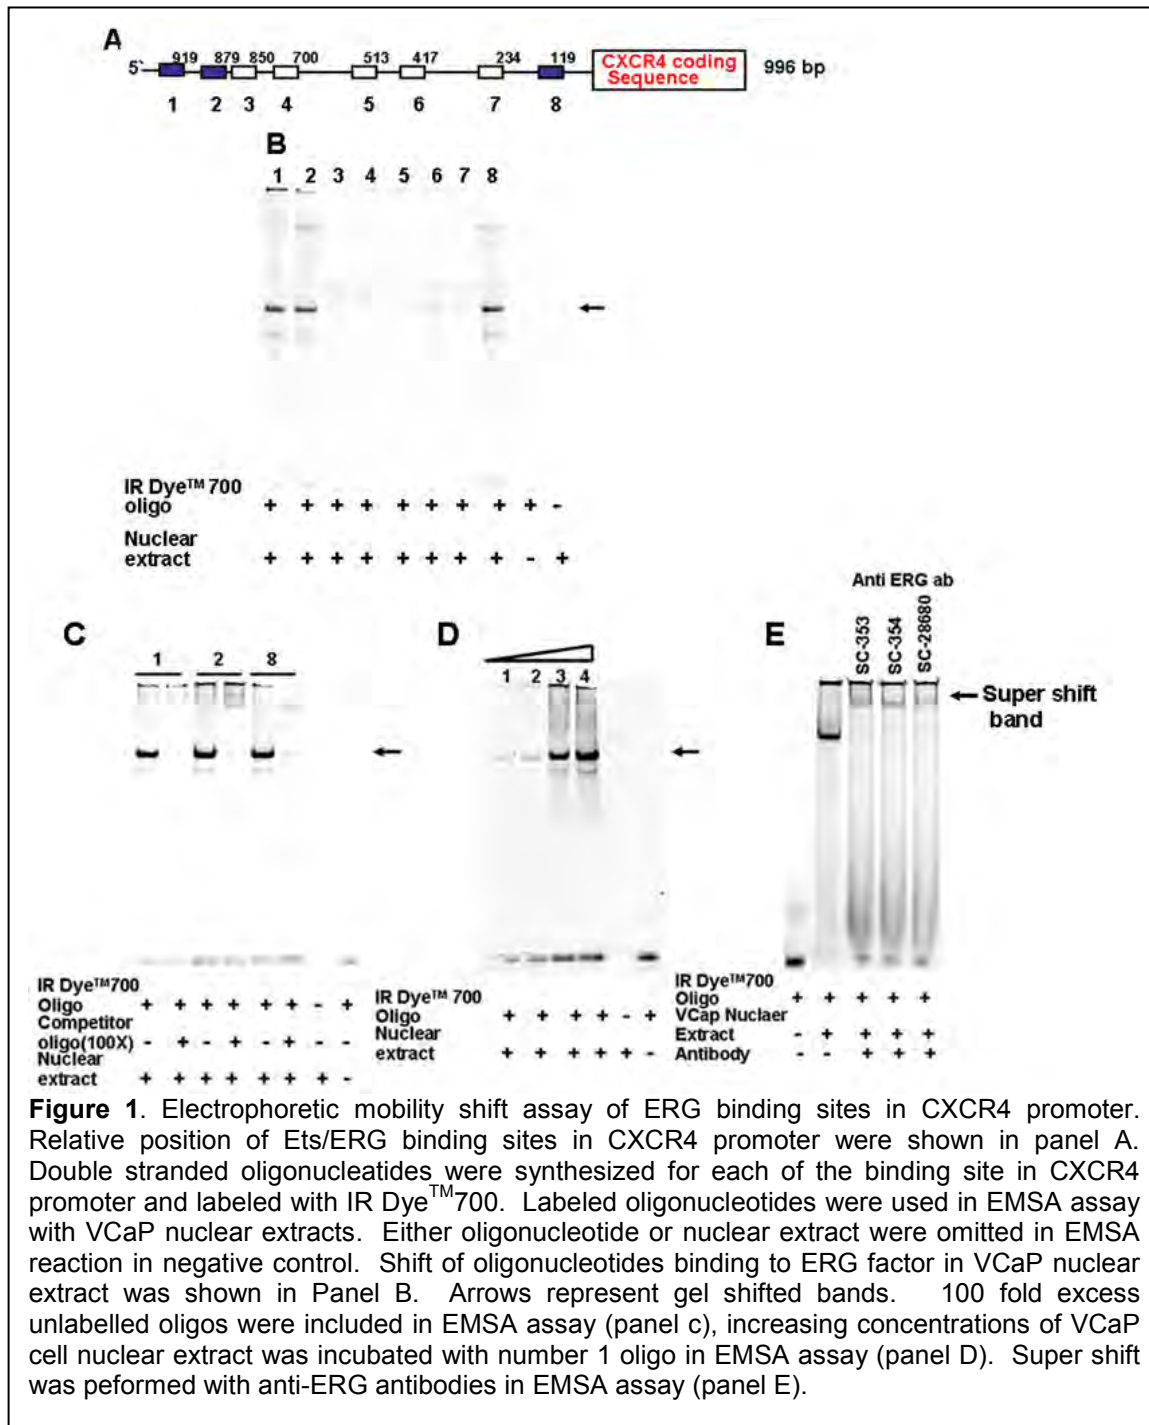 A
919 879 850 700 513 417 234 119
5` CXCR4 coding Sequence 996 bp
1 2 3 4 5 6 7 8
B
1 2 3 4 5 6 7 8
IR Dye™ 700
oligo + + + + + + + + + -
Nuclear
extract + + + + + + + + - +
C
1 2 8
IR Dye™700
Oligo + + + + + + - +
Competitor
oligo(100X) - + - + - + - -
Nuclear
extract + + + + + + + -
D
1 2 3 4
IR Dye™ 700
Oligo + + + + - +
Nuclear
extract + + + + + -
E
Anti ERG ab
SC-353 SC-354 SC-28680
Super shift
band
IR Dye™700
Oligo + + + + +
VCap Nuclaer
Extract - + + + +
Antibody - - + + +
Figure 1. Electrophoretic mobility shift assay of ERG binding sites in CXCR4 promoter.
Relative position of Ets/ERG binding sites in CXCR4 promoter were shown in panel A.
Double stranded oligonucleatides were synthesized for each of the binding site in CXCR4
promoter and labeled with IR Dye™700. Labeled oligonucleotides were used in EMSA assay
with VCaP nuclear extracts. Either oligonucleotide or nuclear extract were omitted in EMSA
reaction in negative control. Shift of oligonucleotides binding to ERG factor in VCaP nuclear
extract was shown in Panel B. Arrows represent gel shifted bands. 100 fold excess
unlabelled oligos were included in EMSA assay (panel c), increasing concentrations of VCaP
cell nuclear extract was incubated with number 1 oligo in EMSA assay (panel D). Super shift
was peformed with anti-ERG antibodies in EMSA assay (panel E).